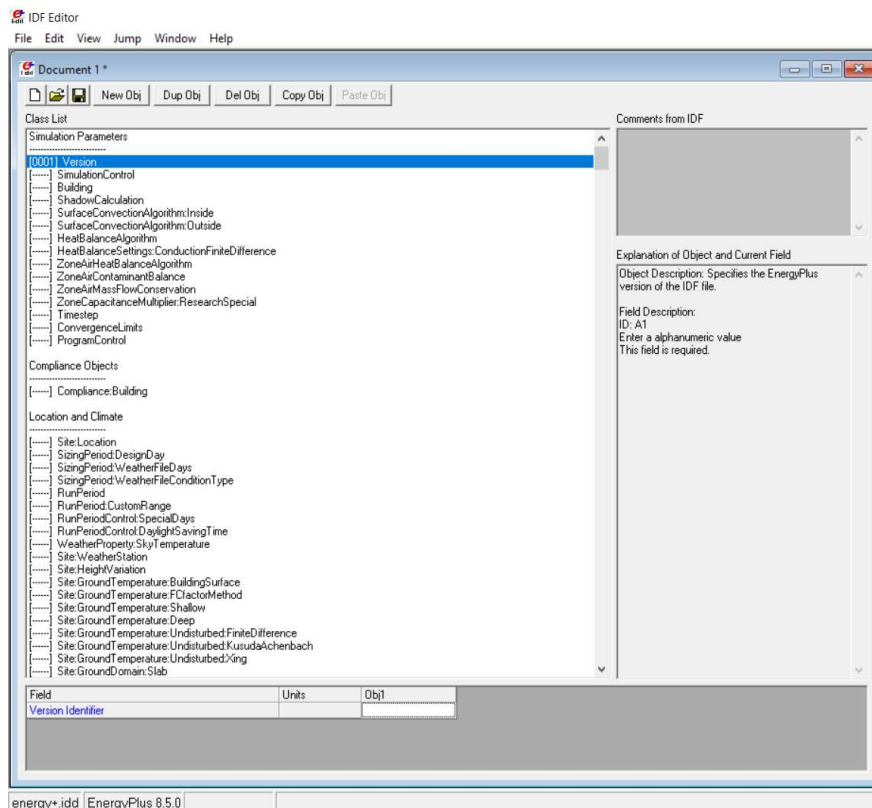 IDF Editor
File Edit View Jump Window Help
Document 1 *
New Obj Dup Obj Del Obj Copy Obj Paste Obj
Class List
Comments from IDF
Simulation Parameters
--------------------------
[0001] Version
[------] SimulationControl
[------] Building
[------] ShadowCalculation
[------] SurfaceConvectionAlgorithm:Inside
[------] SurfaceConvectionAlgorithm:Outside
[------] HeatBalanceAlgorithm
[------] HeatBalanceSettings:ConductionFiniteDifference
[------] ZoneAirHeatBalanceAlgorithm
[------] ZoneAirContaminantBalance
[------] ZoneAirMassFlowConservation
[------] ZoneCapacitanceMultiplier:ResearchSpecial
[------] Timestep
[------] ConvergenceLimits
[------] ProgramControl
Compliance Objects
--------------------------
[------] Compliance:Building
Location and Climate
--------------------------
[------] Site:Location
[------] SizingPeriod:DesignDay
[------] SizingPeriod:WeatherFileDays
[------] SizingPeriod:WeatherFileConditionType
[------] RunPeriod
[------] RunPeriod:CustomRange
[------] RunPeriodControl:SpecialDays
[------] RunPeriodControl:DaylightSavingTime
[------] WeatherProperty:SkyTemperature
[------] Site:WeatherStation
[------] Site:HeightVariation
[------] Site:GroundTemperature:BuildingSurface
[------] Site:GroundTemperature:FCfactorMethod
[------] Site:GroundTemperature:Shallow
[------] Site:GroundTemperature:Deep
[------] Site:GroundTemperature:Undisturbed:FiniteDifference
[------] Site:GroundTemperature:Undisturbed:KusudaAchenbach
[------] Site:GroundTemperature:Undisturbed:Xing
[------] Site:GroundDomain:Slab
Explanation of Object and Current Field
Object Description: Specifies the EnergyPlus
version of the IDF file.
Field Description:
ID: A1
Enter a alphanumeric value
This field is required.
Field Units Obj1
Version Identifier
energy+.idd EnergyPlus 8.5.0